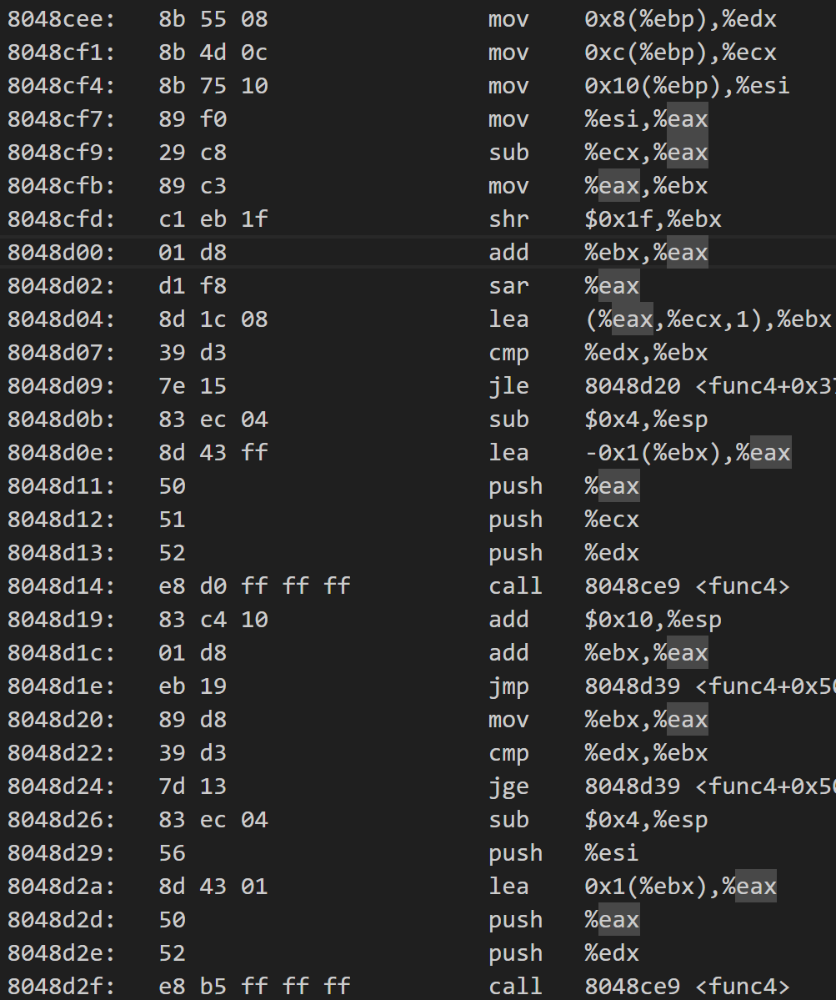 8048cee: 8b 55 08 mov 0x8(%ebp),%edx
8048cf1: 8b 4d 0c mov 0xc(%ebp),%ecx
8048cf4: 8b 75 10 mov 0x10(%ebp),%esi
8048cf7: 89 f0 mov %esi,%eax
8048cf9: 29 c8 sub %ecx,%eax
8048cfb: 89 c3 mov %eax,%ebx
8048cfd: c1 eb 1f shr $0x1f,%ebx
8048d00: 01 d8 add %ebx,%eax
8048d02: d1 f8 sar %eax
8048d04: 8d 1c 08 lea (%eax,%ecx,1),%ebx
8048d07: 39 d3 cmp %edx,%ebx
8048d09: 7e 15 jle 8048d20 <func4+0x37
8048d0b: 83 ec 04 sub $0x4,%esp
8048d0e: 8d 43 ff lea -0x1(%ebx),%eax
8048d11: 50 push %eax
8048d12: 51 push %ecx
8048d13: 52 push %edx
8048d14: e8 d0 ff ff ff call 8048ce9 <func4>
8048d19: 83 c4 10 add $0x10,%esp
8048d1c: 01 d8 add %ebx,%eax
8048d1e: eb 19 jmp 8048d39 <func4+0x50
8048d20: 89 d8 mov %ebx,%eax
8048d22: 39 d3 cmp %edx,%ebx
8048d24: 7d 13 jge 8048d39 <func4+0x50
8048d26: 83 ec 04 sub $0x4,%esp
8048d29: 56 push %esi
8048d2a: 8d 43 01 lea 0x1(%ebx),%eax
8048d2d: 50 push %eax
8048d2e: 52 push %edx
8048d2f: e8 b5 ff ff ff call 8048ce9 <func4>